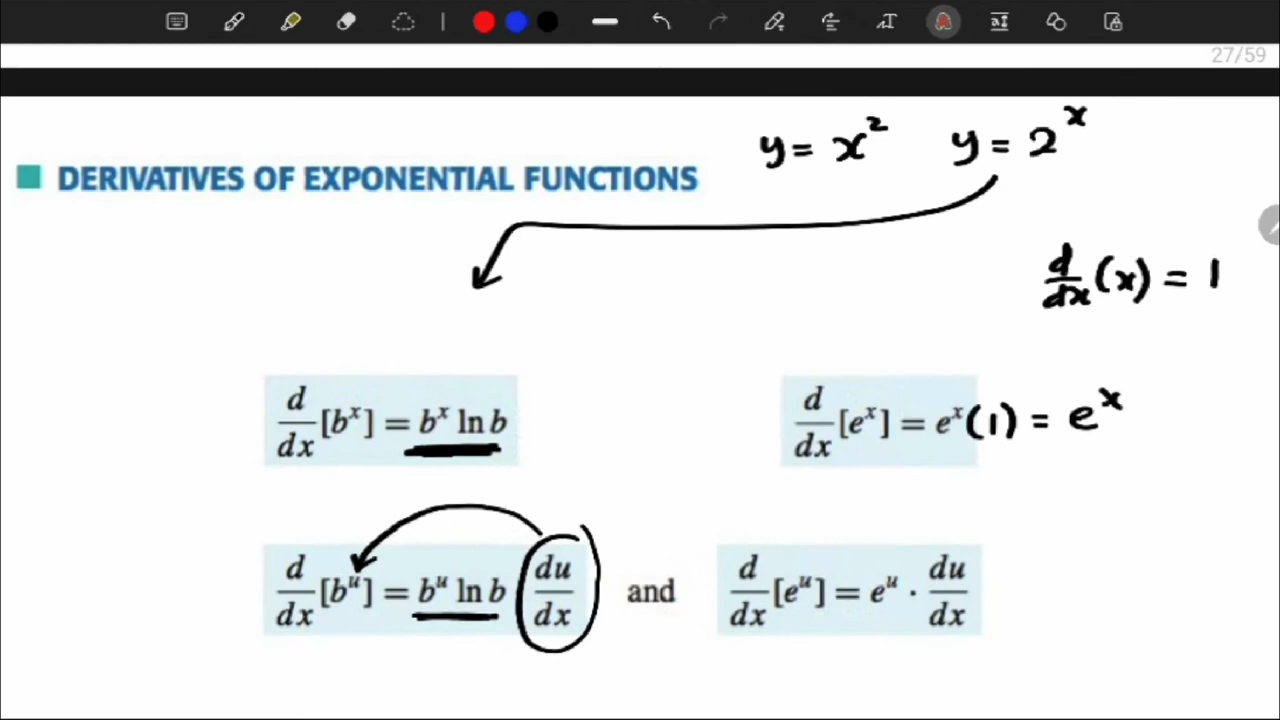 27/59
y = x² y = 2ˣ
DERIVATIVES OF EXPONENTIAL FUNCTIONS
d/dx (x) = 1
d/dx [bˣ] = bˣ ln b
d/dx [eˣ] = eˣ (1) = eˣ
d/dx [bᵘ] = bᵘ ln b du/dx and d/dx [eᵘ] = eᵘ · du/dx